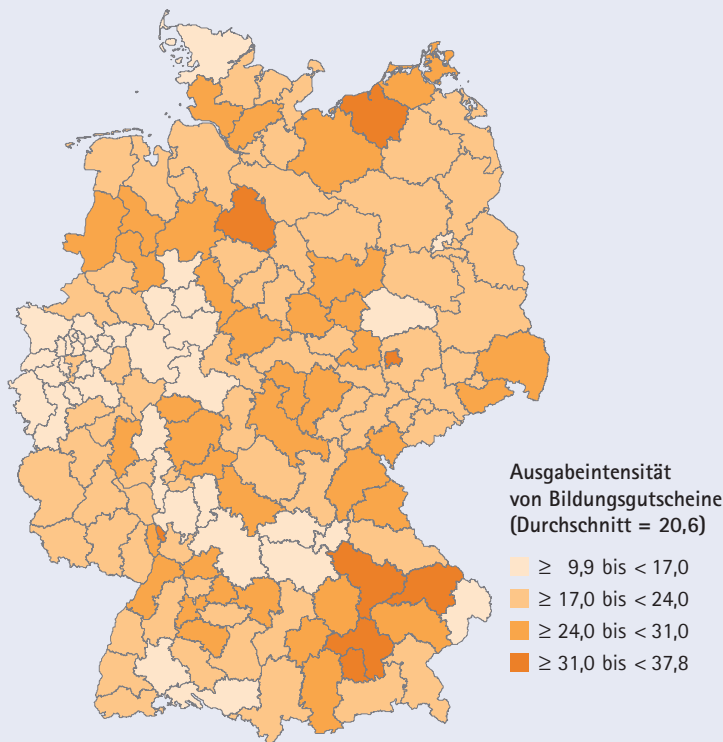 Ausgabeintensität
von Bildungsgutscheine
(Durchschnitt = 20,6)
≥ 9,9 bis < 17,0
≥ 17,0 bis < 24,0
≥ 24,0 bis < 31,0
≥ 31,0 bis < 37,8